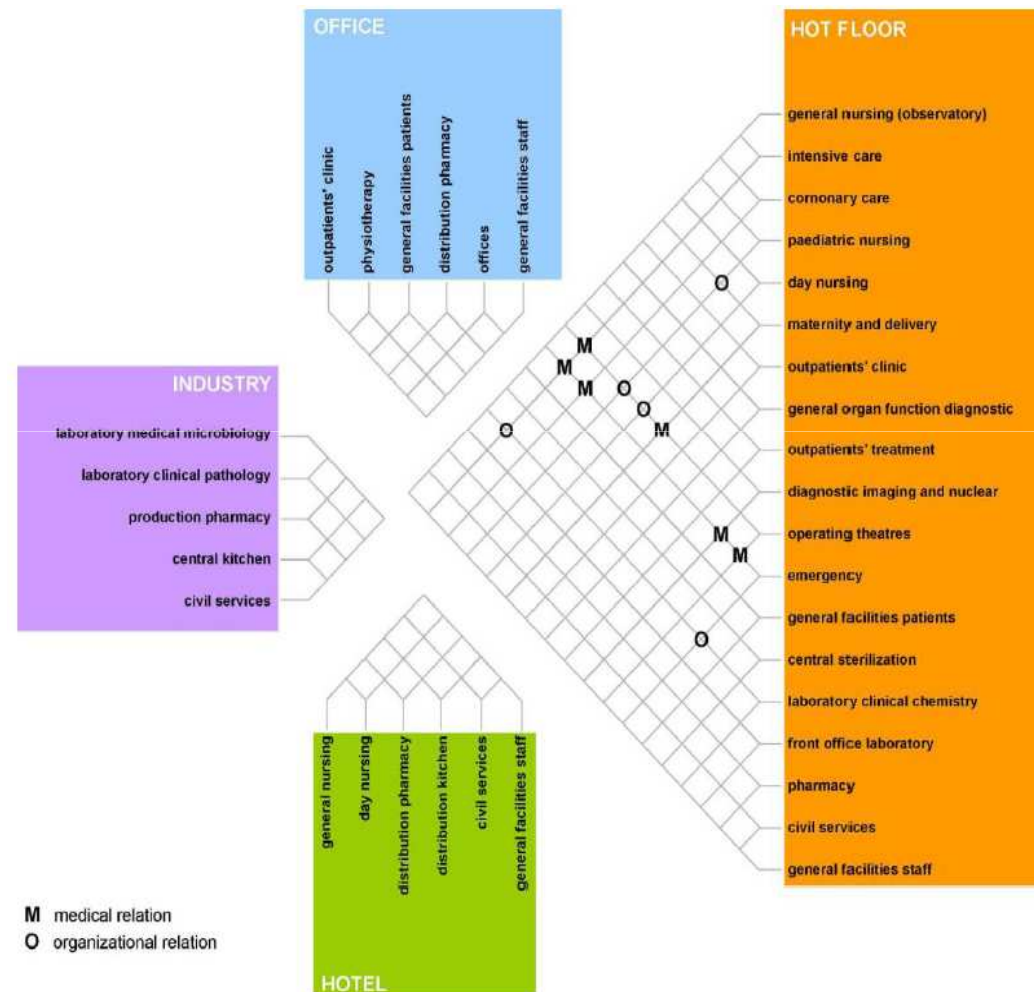 OFFICE
outpatients' clinic
physiotherapy
general facilities patients
distribution pharmacy
offices
general facilities staff
HOT FLOOR
general nursing (observatory)
intensive care
cornonary care
paediatric nursing
day nursing
maternity and delivery
outpatients' clinic
general organ function diagnostic
outpatients' treatment
diagnostic imaging and nuclear
operating theatres
emergency
general facilities patients
central sterilization
laboratory clinical chemistry
front office laboratory
pharmacy
civil services
general facilities staff
O
M
M
M O
O
O M
M
M
O
INDUSTRY
laboratory medical microbiology
laboratory clinical pathology
production pharmacy
central kitchen
civil services
general nursing
day nursing
distribution pharmacy
distribution kitchen
civil services
general facilities staff
HOTEL
M medical relation
O organizational relation